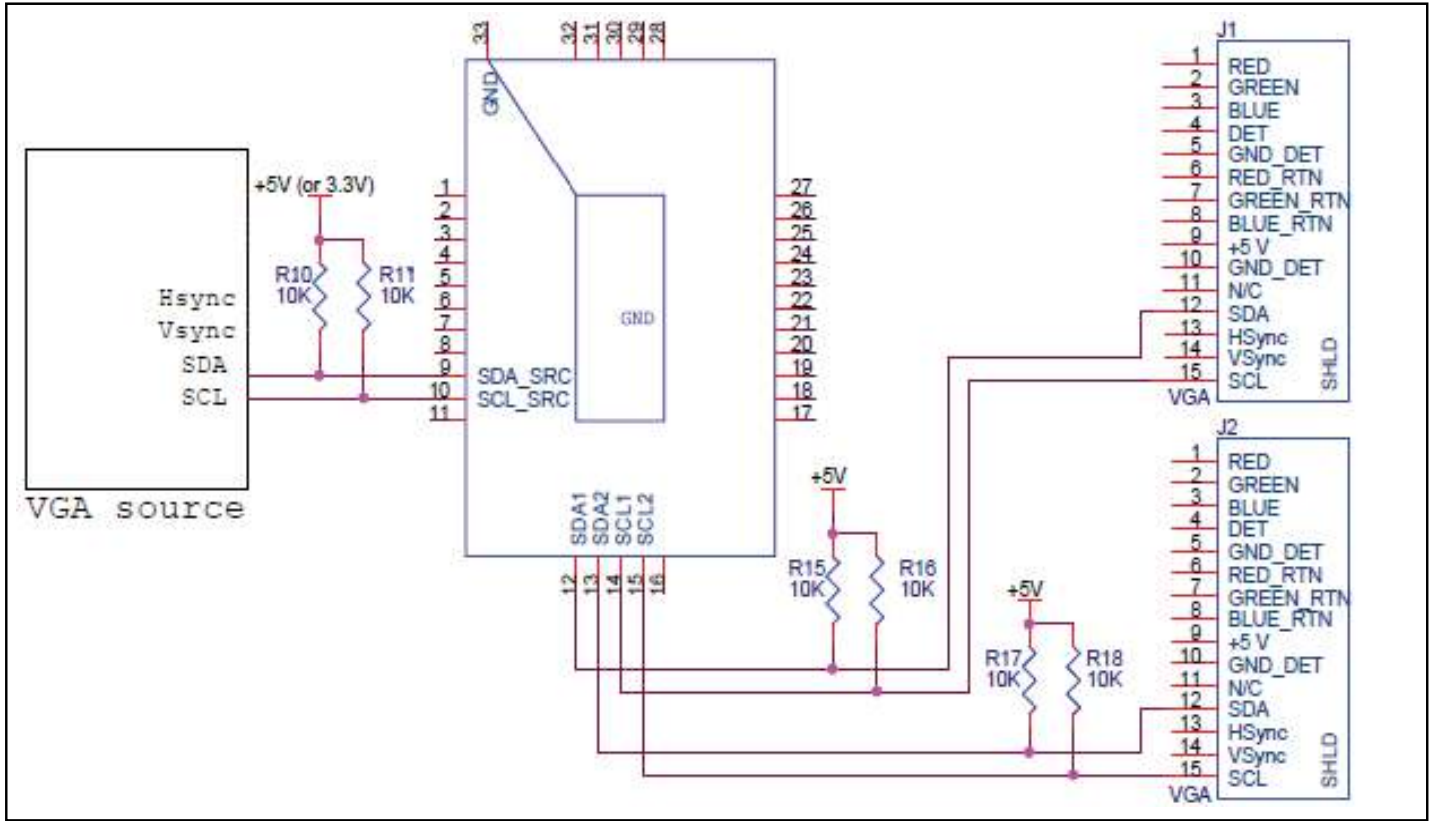 33
32
31
30
29
28
GND
+5V (or 3.3V)
R10
10K
R11
10K
Hsync
Vsync
SDA
SCL
VGA source
1
2
3
4
5
6
7
8
9
10
11
SDA_SRC
SCL_SRC
GND
27
26
25
24
23
22
21
20
19
18
17
SDA1
SDA2
SCL1
SCL2
12
13
14
15
16
+5V
R15
10K
R16
10K
+5V
R17
10K
R18
10K
J1
1 RED
2 GREEN
3 BLUE
4 DET
5 GND_DET
6 RED_RTN
7 GREEN_RTN
8 BLUE_RTN
9 +5 V
10 GND_DET
11 N/C
12 SDA
13 HSync
14 VSync
15 SCL
SHLD
VGA
J2
1 RED
2 GREEN
3 BLUE
4 DET
5 GND_DET
6 RED_RTN
7 GREEN_RTN
8 BLUE_RTN
9 +5 V
10 GND_DET
11 N/C
12 SDA
13 HSync
14 VSync
15 SCL
SHLD
VGA